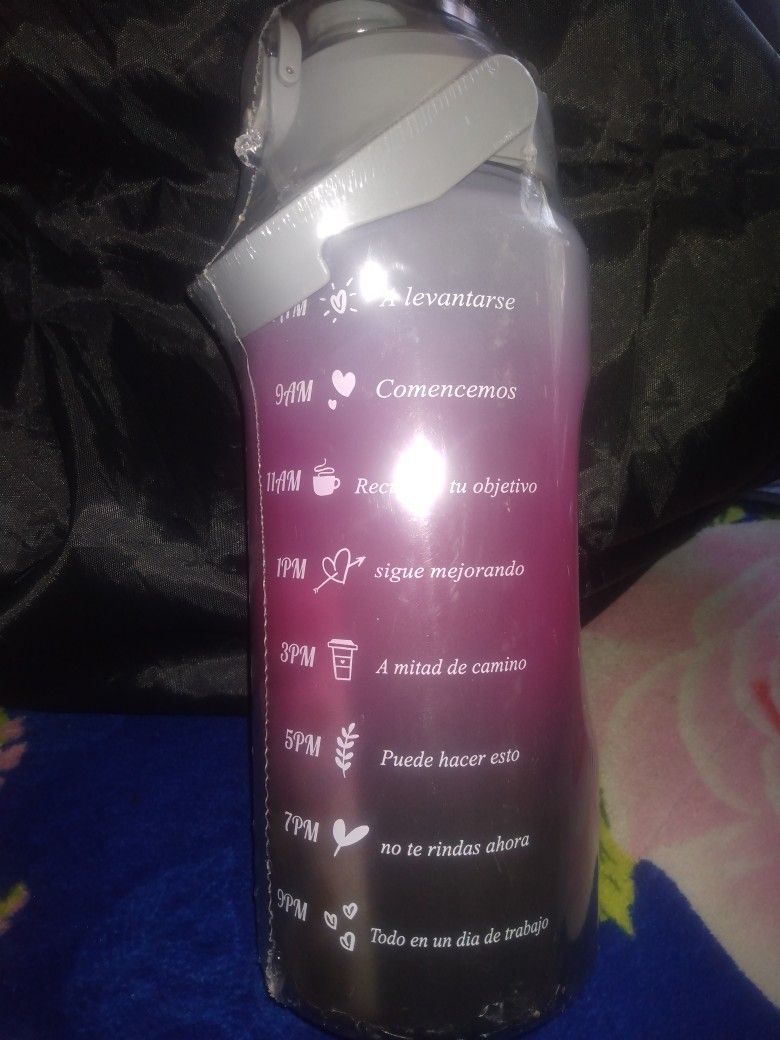 levantarse
9AM Comencemos
11AM tu objetivo
1PM sigue mejorando
3PM A mitad de camino
5PM Puede hacer esto
7PM no te rindas ahora
9PM Todo en un dia de trabajo